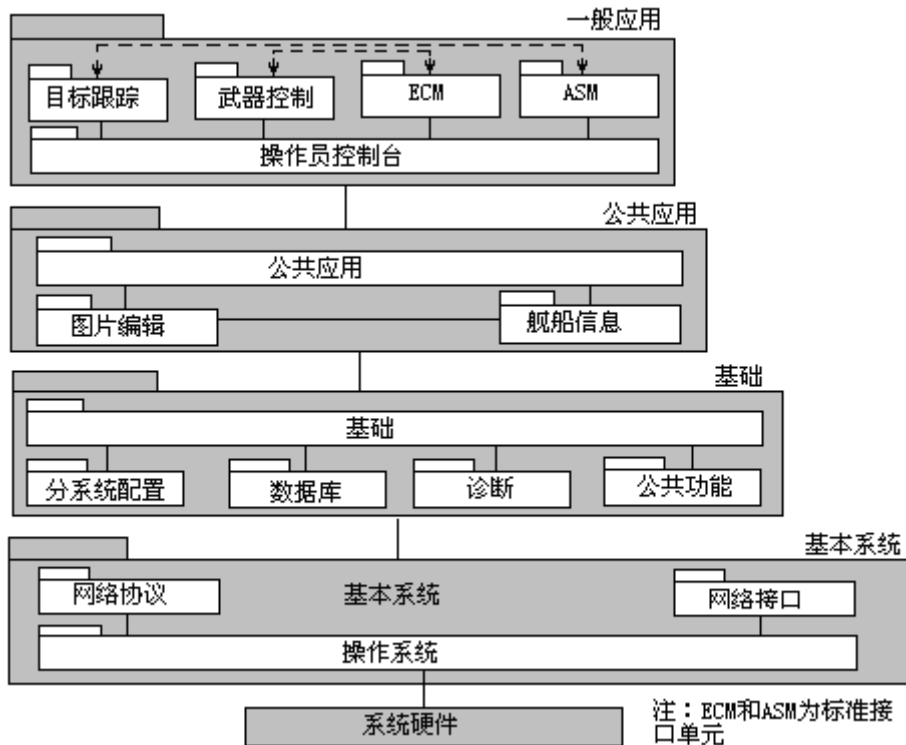 一般应用
目标跟踪
武器控制
ECM
ASM
操作员控制台
公共应用
公共应用
图片编辑
舰船信息
基础
基础
分系统配置
数据库
诊断
公共功能
基本系统
网络协议
基本系统
网络接口
操作系统
系统硬件
注：ECM和ASM为标准接
口单元